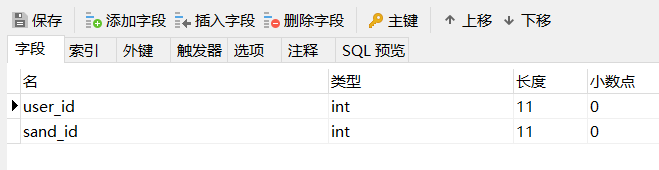 保存 添加字段 插入字段 删除字段 主键 上移 下移
字段 索引 外键 触发器 选项 注释 SQL 预览
名 类型 长度 小数点
user_id int 11 0
sand_id int 11 0